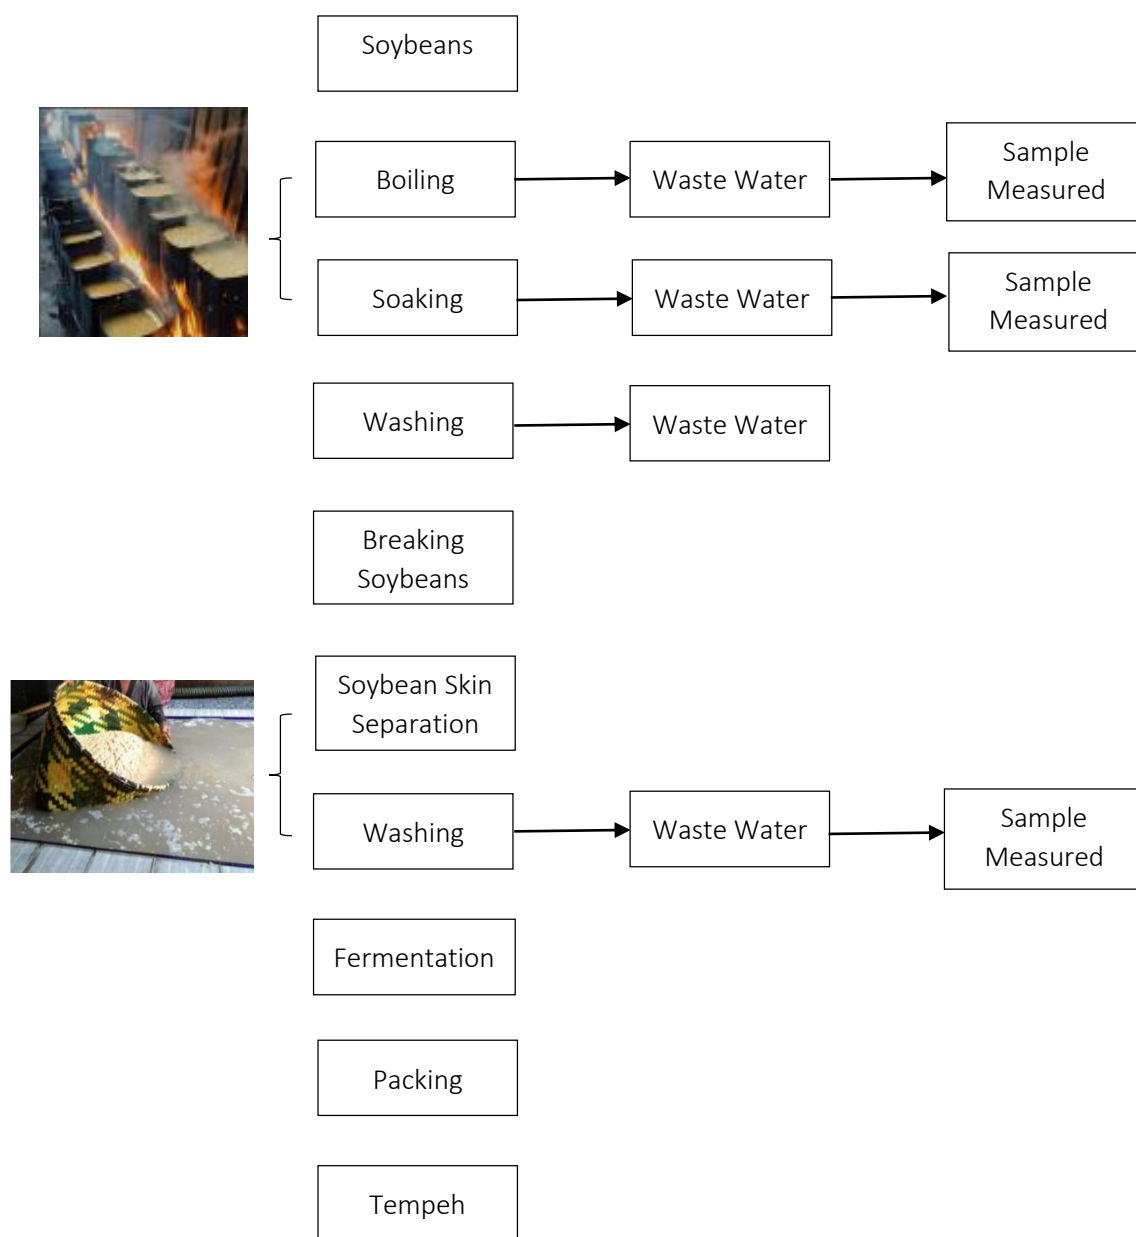 Soybeans
Boiling
Waste Water
Sample
Measured
Soaking
Waste Water
Sample
Measured
Washing
Waste Water
Breaking
Soybeans
Soybean Skin
Separation
Washing
Waste Water
Sample
Measured
Fermentation
Packing
Tempeh